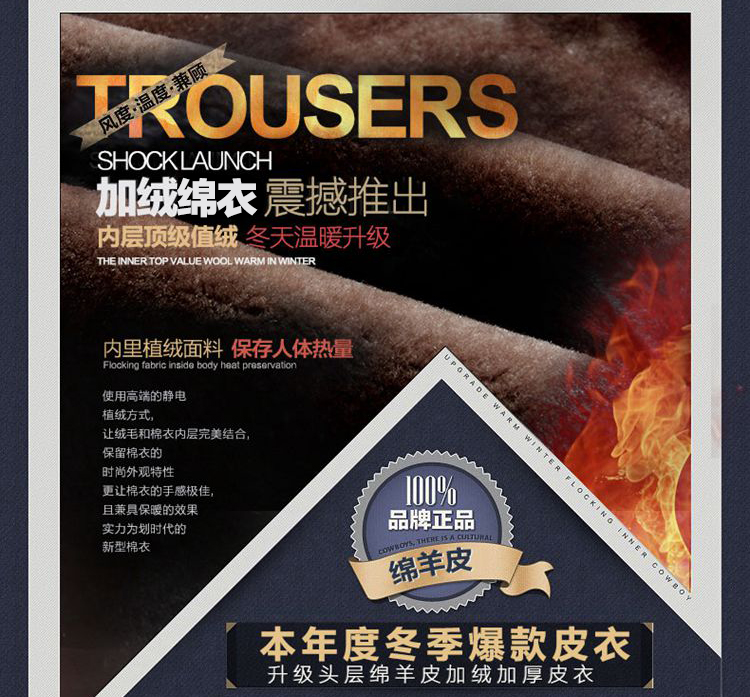 TROUSERS
风度·温度·兼顾
SHOCK LAUNCH
加绒绵衣 震撼推出
内层顶级值绒 冬天温暖升级
THE INNER TOP VALUE WOOL WARM IN WINTER
内里植绒面料 保存人体热量
Flocking fabric inside body heat preservation
使用高端的静电
植绒方式,
让绒毛和棉衣内层完美结合,
保留棉衣的
时尚外观特性
更让棉衣的手感极佳,
且兼具保暖的效果
实力为划时代的
新型棉衣
UPGRADE WARM WINTER FLOCKING INNER COWBOY
100%
品牌正品
COWBOYS, THERE IS A CULTURAL
绵羊皮
本年度冬季爆款皮衣
升级头层绵羊皮加绒加厚皮衣